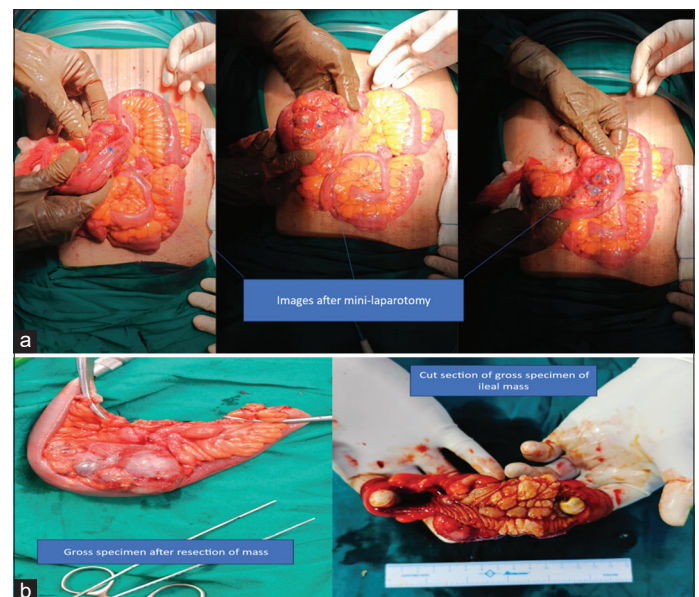 Images after mini-laparotomy
a
Cut section of gross specimen of
ileal mass
Gross specimen after resection of mass
b